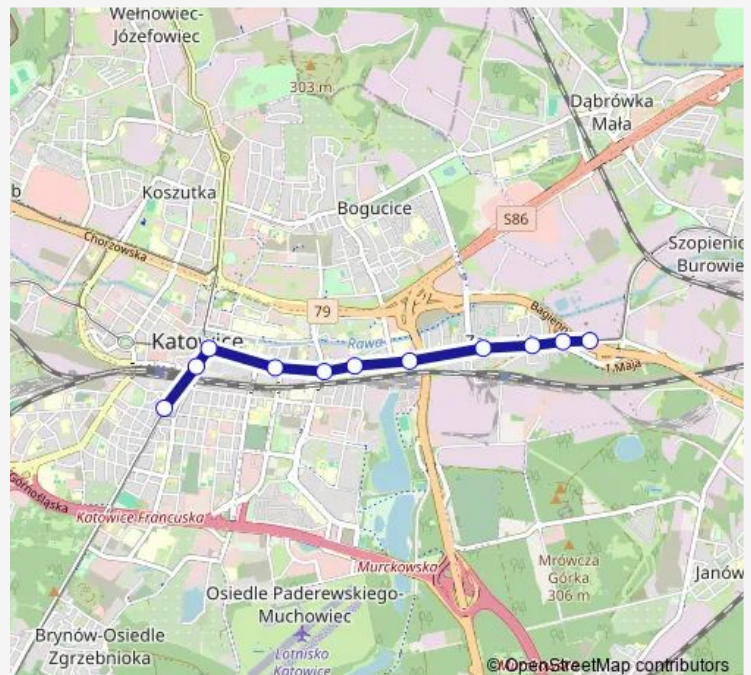 Wełnowiec-
Józefowiec
303 m
Dąbrówka
Mała
Koszutka
Bogucice
S86
Chorzowska
Szopienic
Burowie
79
Bagienna
Katowice
Rawa
1 Maja
Górnośląska
Katowice Francuska
Murckowska
Mrówcza
Górka
306 m
Janów
Osiedle Paderewskiego-
Muchowiec
Brynów-Osiedle
Zgrzebnioka
Lotnisko
Katowice
© OpenStreetMap contributors